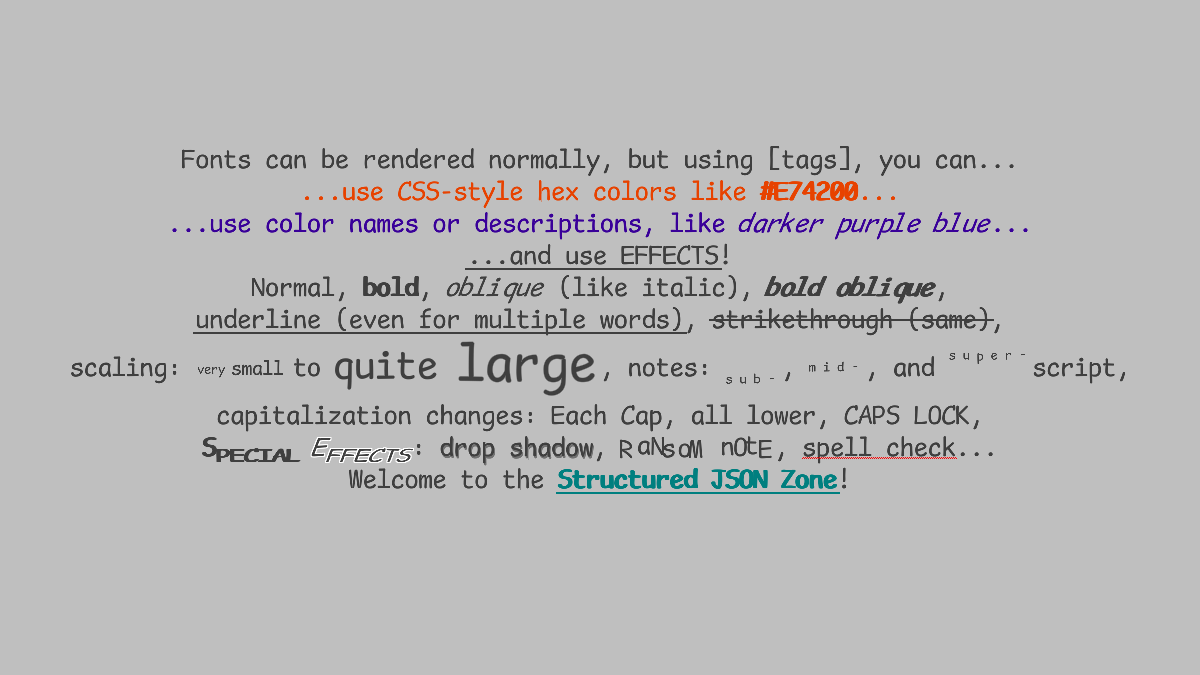 Fonts can be rendered normally, but using [tags], you can...
...use CSS-style hex colors like #E74200...
...use color names or descriptions, like darker purple blue...
...and use EFFECTS!
Normal, bold, oblique (like italic), bold oblique,
underline (even for multiple words), strikethrough (same),
scaling: very small to quite large, notes: sub-, mid-, and super-script,
capitalization changes: Each Cap, all lower, CAPS LOCK,
SPECIAL EFFECTS: drop shadow, RaNsoM nOtE, spell check...
Welcome to the Structured JSON Zone!